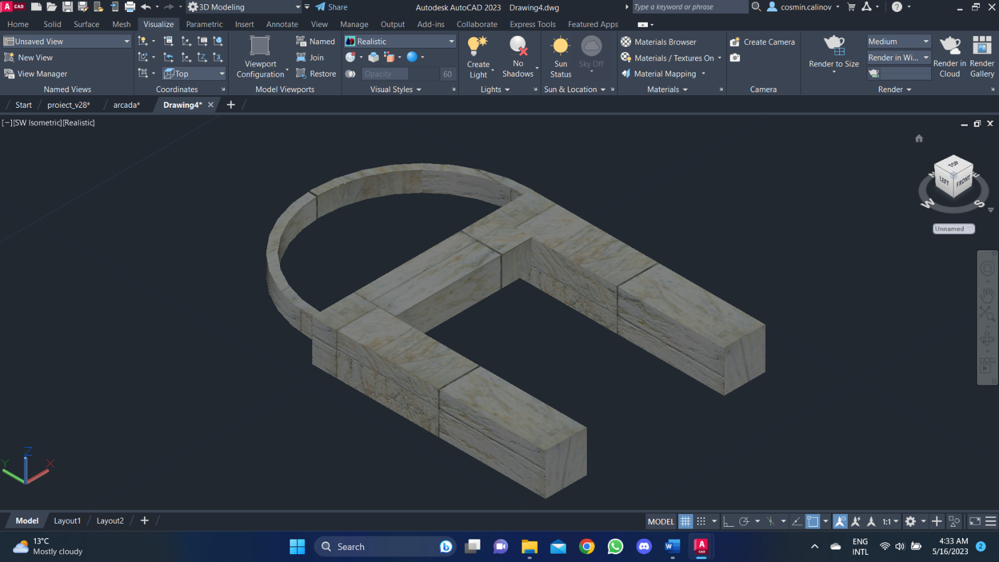 A CAD
3D Modeling
Share
Autodesk AutoCAD 2023 Drawing4.dwg
Type a keyword or phrase
cosmin.calinov
Home Solid Surface Mesh Visualize Parametric Insert Annotate View Manage Output Add-ins Collaborate Express Tools Featured Apps
Unsaved View
New View
View Manager
Named Views
Top
Coordinates
Viewport
Configuration
Named
Join
Restore
Model Viewports
Realistic
Opacity 60
Visual Styles
Create
Light
No
Shadows
Lights
Sun
Status
Sky Off
Sun & Location
Materials Browser
Materials / Textures On
Material Mapping
Materials
Create Camera
Camera
Render to Size
Medium
Render in Wi...
Render in
Cloud
Render
Gallery
Render
Start proiect_v28* arcada* Drawing4*
[−][SW Isometric][Realistic]
TOP
LEFT FRONT
N E
W S
Unnamed
Z
Y X
Model Layout1 Layout2
MODEL 1:1
13°C
Mostly cloudy
Search
A CAD
ENG
INTL
4:33 AM
5/16/2023
2